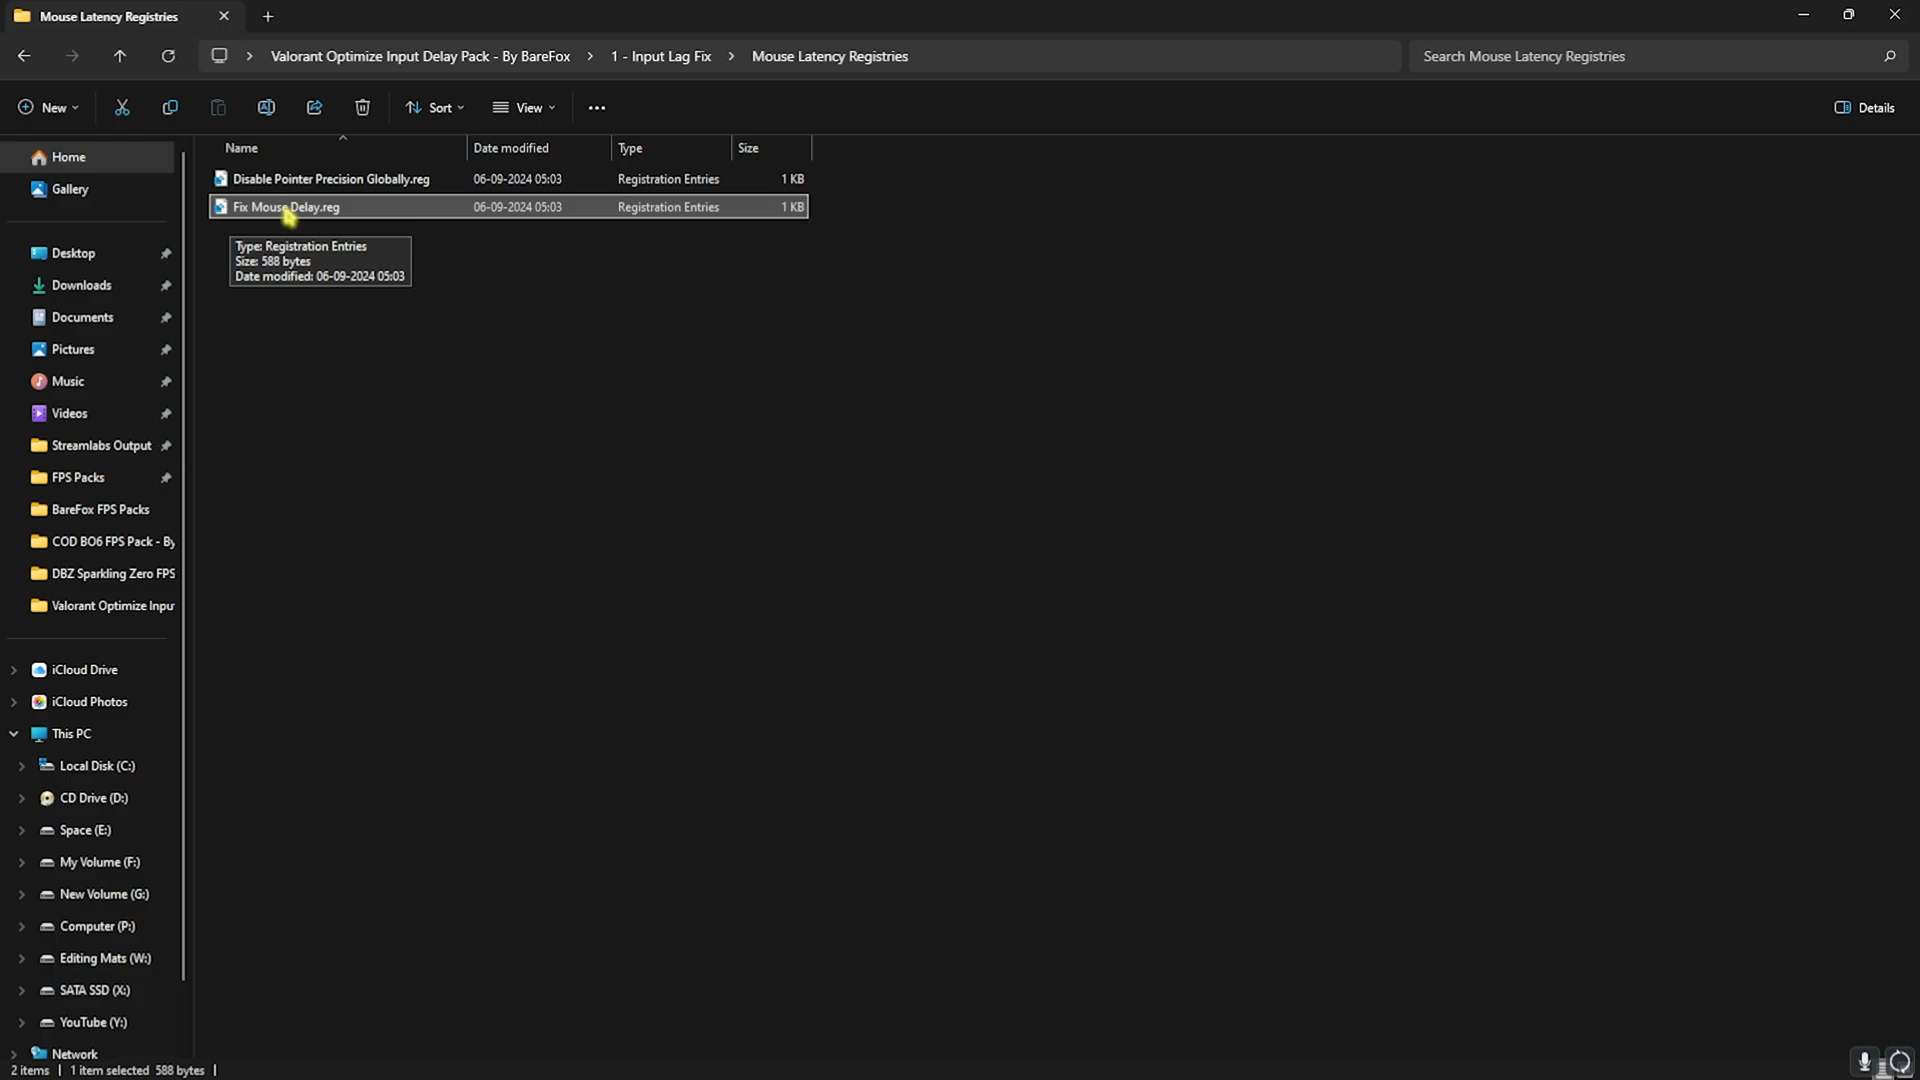 Mouse Latency Registries
Valorant Optimize Input Delay Pack - By BareFox
1 - Input Lag Fix
Mouse Latency Registries
Search Mouse Latency Registries
New
Sort
View
Details
Name
Date modified
Type
Size
Disable Pointer Precision Globally.reg
06-09-2024 05:03
Registration Entries
1 KB
Fix Mouse Delay.reg
06-09-2024 05:03
Registration Entries
1 KB
Type: Registration Entries
Size: 588 bytes
Date modified: 06-09-2024 05:03
Home
Gallery
Desktop
Downloads
Documents
Pictures
Music
Videos
Streamlabs Output
FPS Packs
BareFox FPS Packs
COD BO6 FPS Pack - By
DBZ Sparkling Zero FPS
Valorant Optimize Inpu
iCloud Drive
iCloud Photos
This PC
Local Disk (C:)
CD Drive (D:)
Space (E:)
My Volume (F:)
New Volume (G:)
Computer (P:)
Editing Mats (W:)
SATA SSD (X:)
YouTube (Y:)
Network
2 items
1 item selected 588 bytes